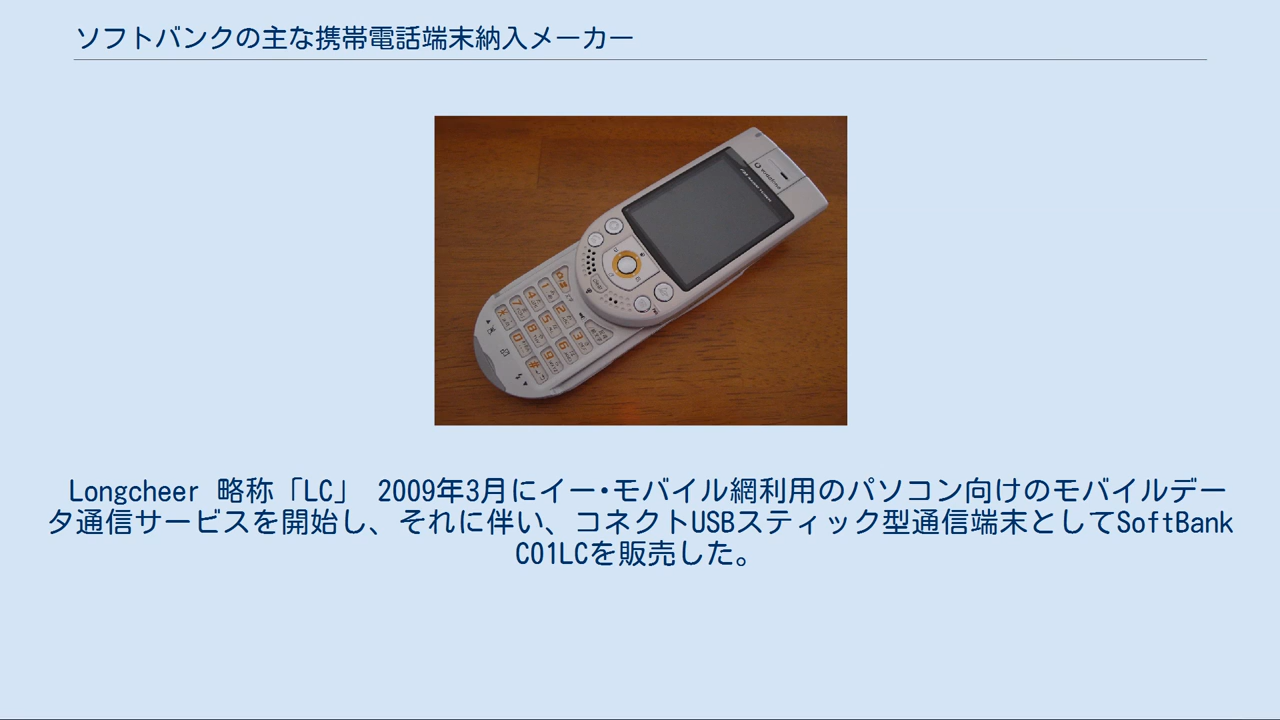 ソフトバンクの主な携帯電話端末納入メーカー
vodafone
Longcheer 略称「LC」 2009年3月にイー・モバイル網利用のパソコン向けのモバイルデー
タ通信サービスを開始し、それに伴い、コネクトUSBスティック型通信端末としてSoftBank
C01LCを販売した。